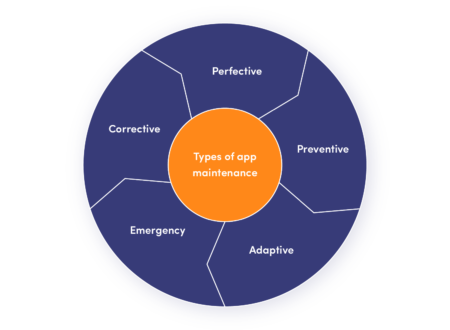 Perfective
Corrective
Preventive
Types of app
maintenance
Emergency
Adaptive